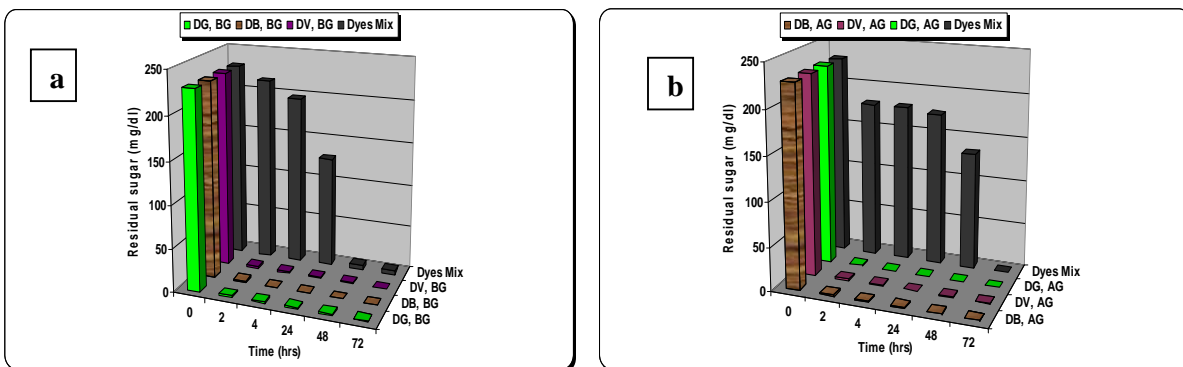 DG, BG DB, BG DV, BG Dyes Mix
a
Residual sugar (mg/dl)
250
200
150
100
50
0
0 2 4 24 48 72
Time (hrs)
Dyes Mix
DV, BG
DB, BG
DG, BG
DB, AG DV, AG DG, AG Dyes Mix
b
Residual sugar (mg/dl)
250
200
150
100
50
0
0 2 4 24 48 72
Time (hrs)
Dyes Mix
DG, AG
DV, AG
DB, AG